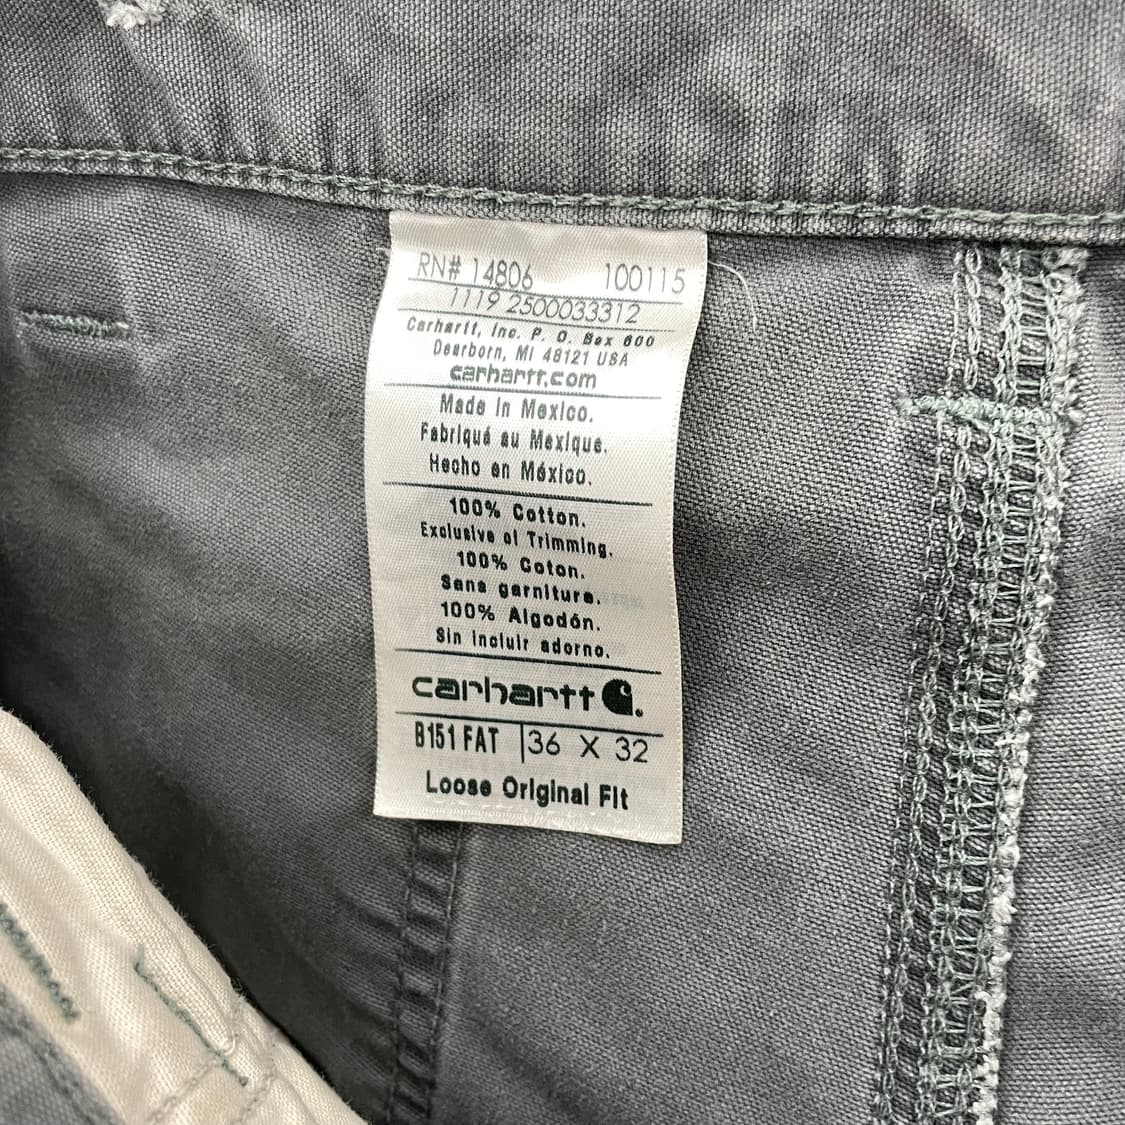 RN# 14806 100115
1119 2500033312
Carhartt, Inc. P. O. Box 600
Dearborn, MI 48121 USA
carhartt.com
Made in Mexico.
Fabriqué au Mexique.
Hecho en México.
100% Cotton.
Exclusive of Trimming.
100% Coton.
Sans garniture.
100% Algodón.
Sin incluir adorno.
carhartt
B151 FAT 36 X 32
Loose Original Fit